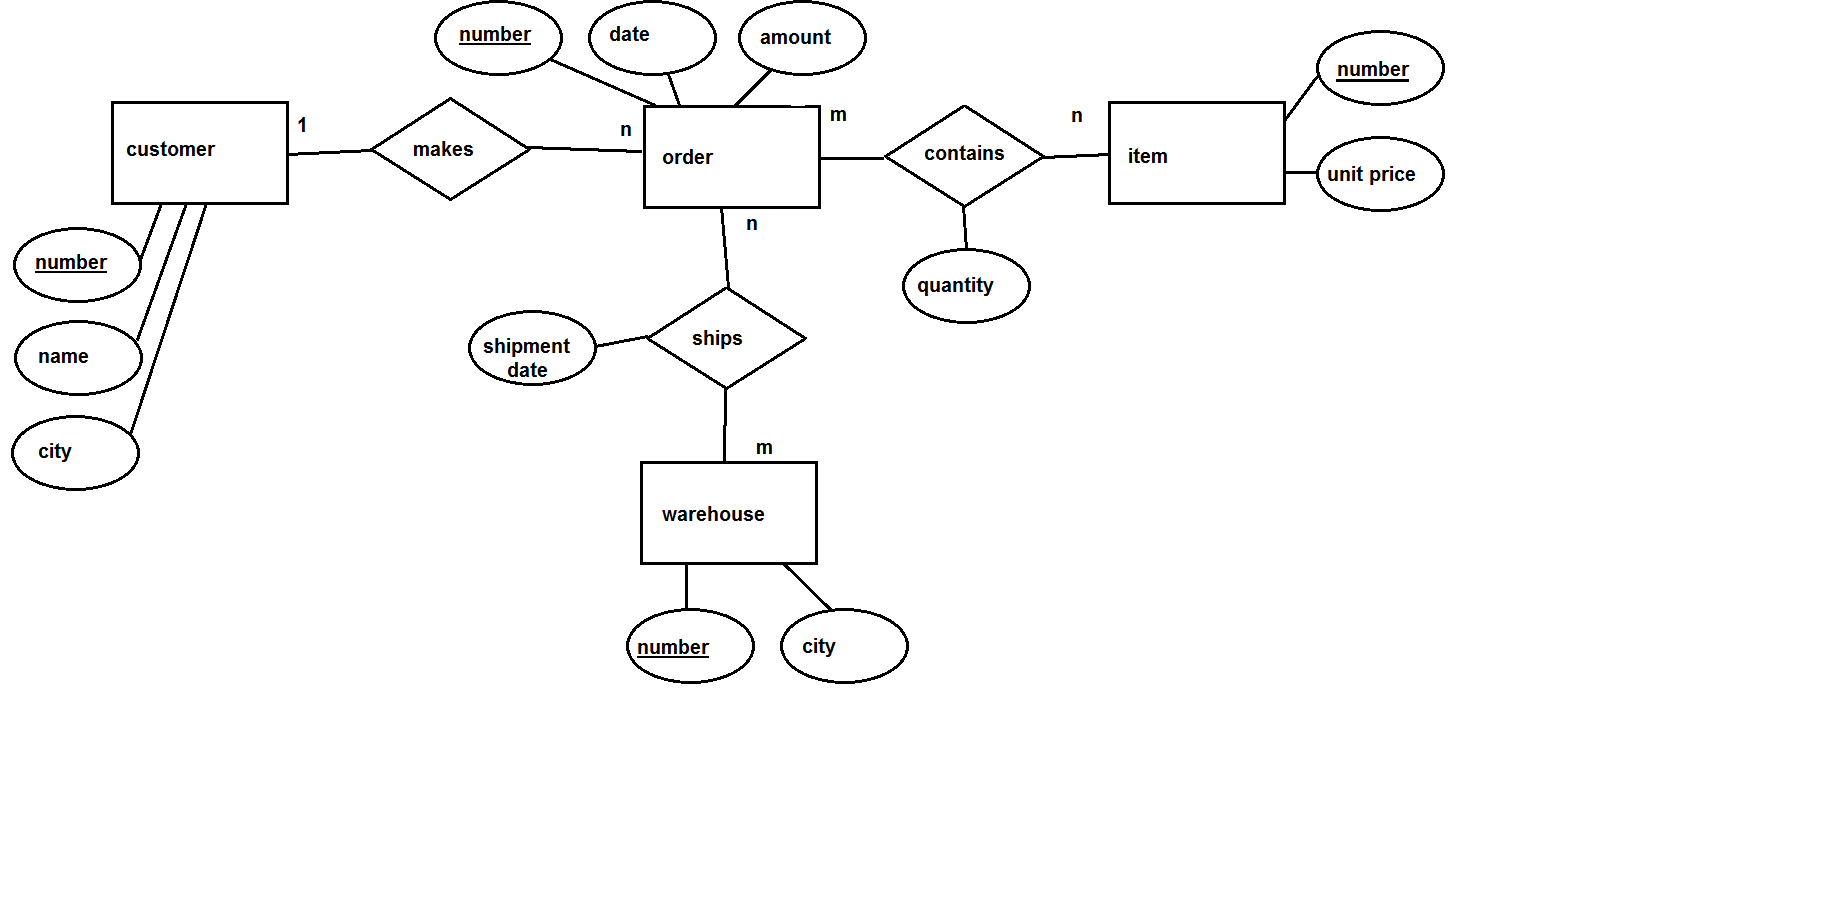 number
date
amount
number
customer
1
makes
n
order
m
contains
n
item
unit price
n
number
quantity
name
shipment
date
ships
city
m
warehouse
number
city